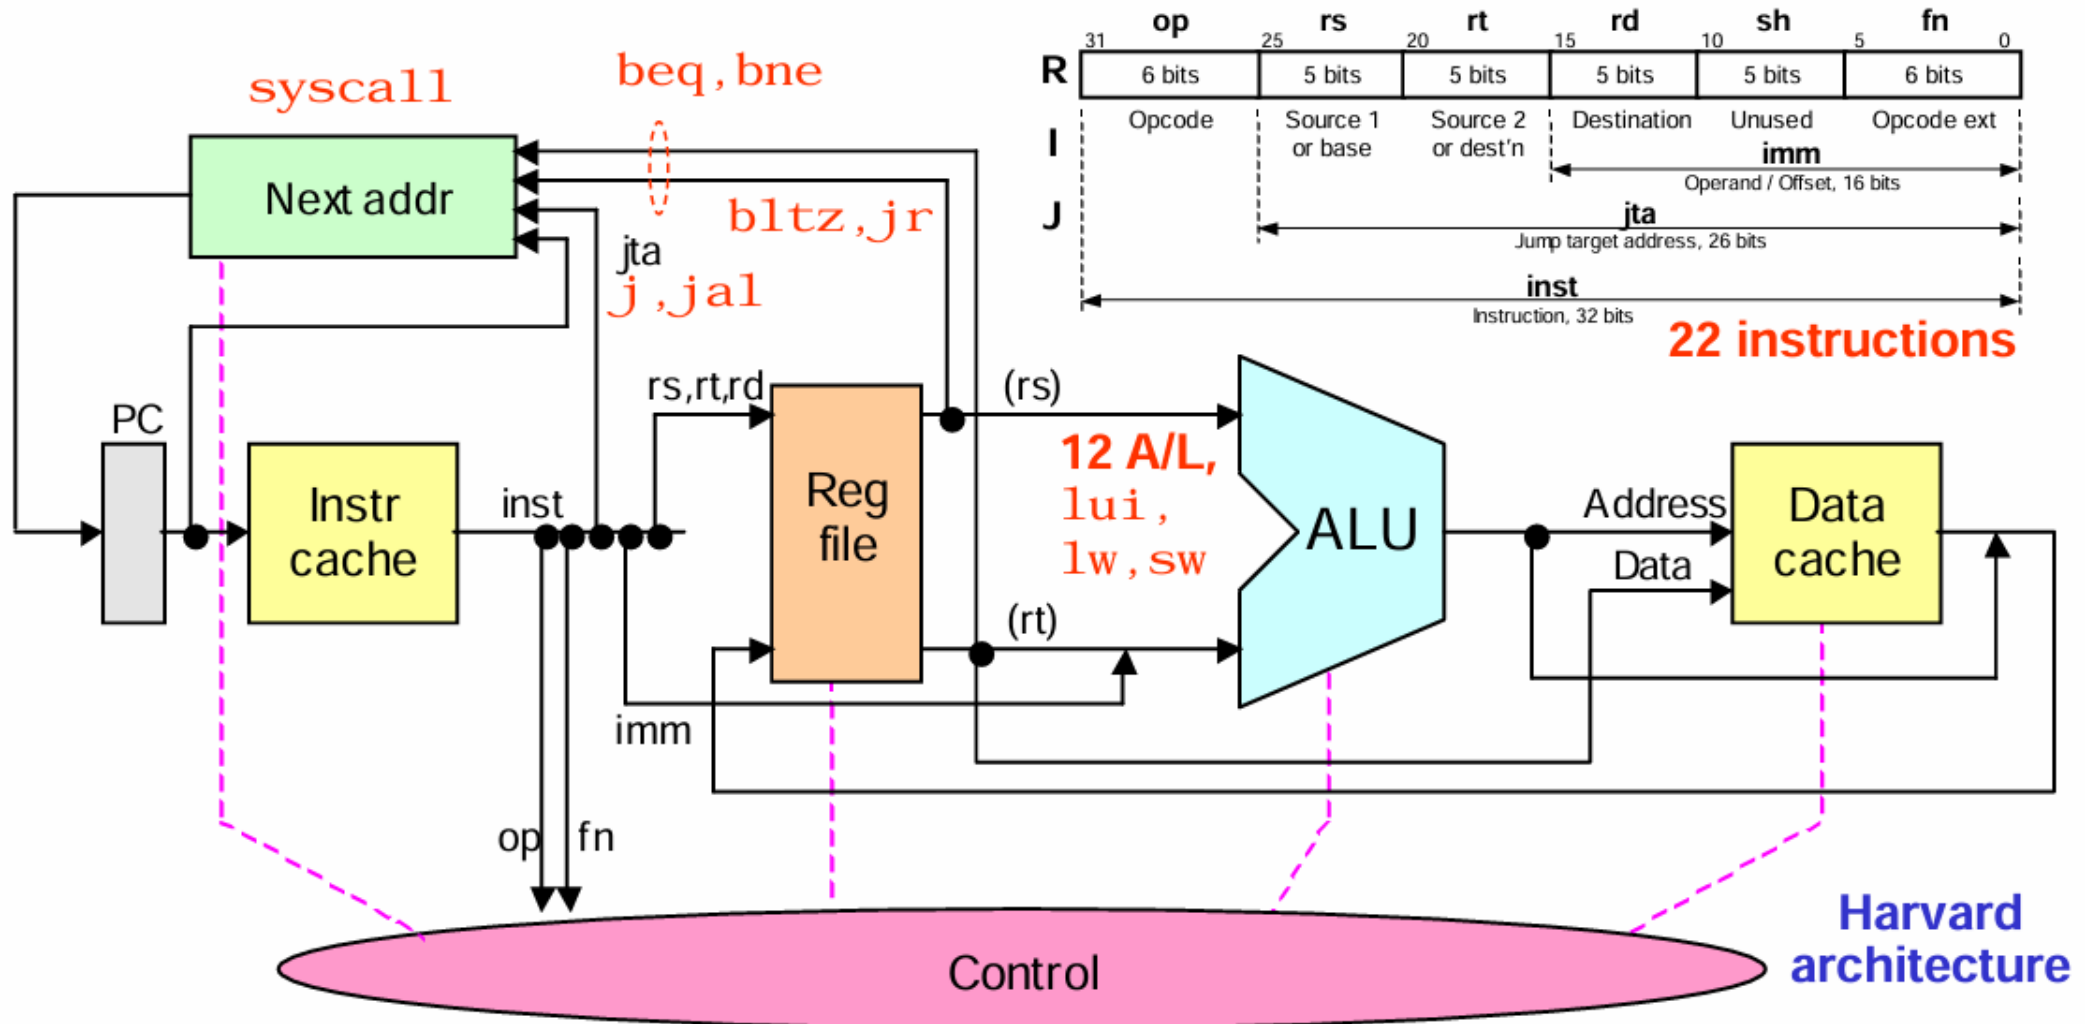 op rs rt rd sh fn
31 25 20 15 10 5 0
R 6 bits 5 bits 5 bits 5 bits 5 bits 6 bits
Opcode Source 1 Source 2 Destination Unused Opcode ext
or base or dest'n
I
imm
Operand / Offset, 16 bits
J
jta
Jump target address, 26 bits
inst
Instruction, 32 bits
22 instructions
syscall
beq,bne
Next addr
bltz,jr
jta
j,jal
PC
Instr
cache
inst
rs,rt,rd
Reg
file
(rs)
12 A/L,
lui,
lw,sw
(rt)
imm
ALU
Address
Data
Data
cache
op fn
Control
Harvard
architecture